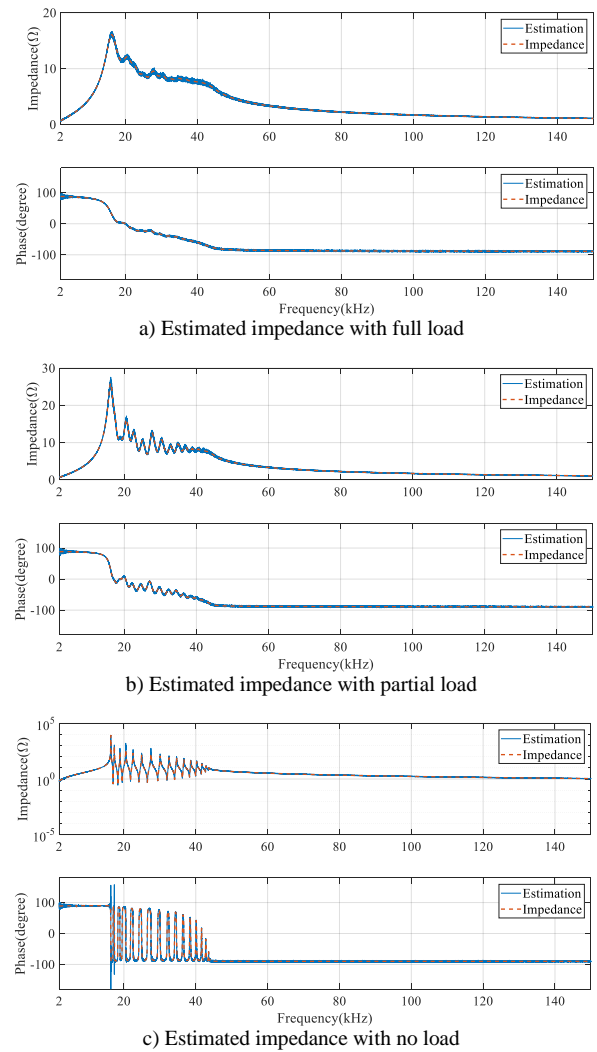 20
10
0
Impedance(Ω)
Estimation
Impedance
2 20 40 60 80 100 120 140
100
0
-100
Phase(degree)
Estimation
Impedance
2 20 40 60 80 100 120 140
Frequency(kHz)
a) Estimated impedance with full load
30
20
10
0
Impedance(Ω)
Estimation
Impedance
2 20 40 60 80 100 120 140
100
0
-100
Phase(degree)
Estimation
Impedance
2 20 40 60 80 100 120 140
Frequency(kHz)
b) Estimated impedance with partial load
10^5
10^0
10^-5
Impedance(Ω)
Estimation
Impedance
2 20 40 60 80 100 120 140
100
0
-100
Phase(degree)
Estimation
Impedance
2 20 40 60 80 100 120 140
Frequency(kHz)
c) Estimated impedance with no load